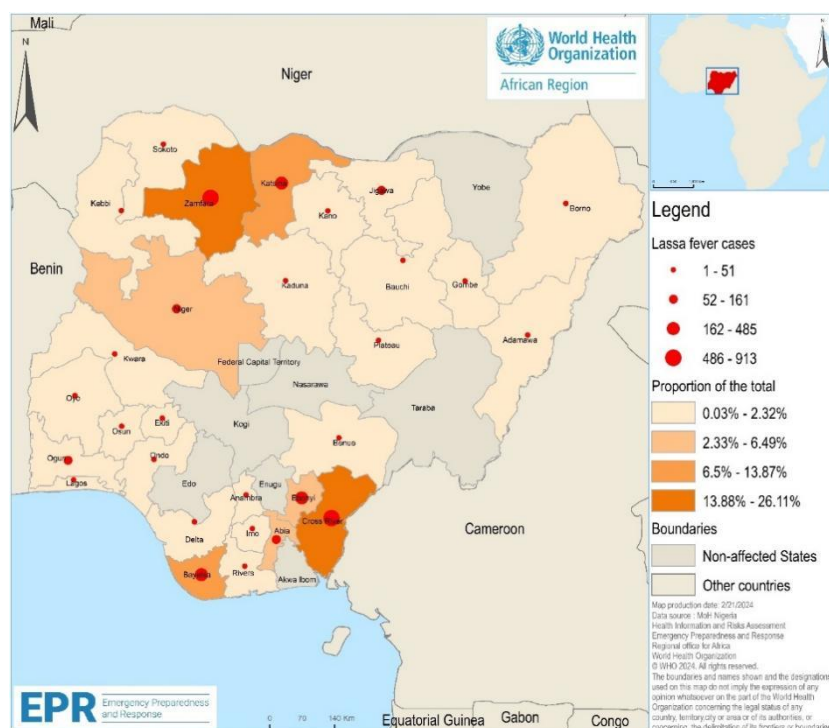 Mali
N
Niger
World Health
Organization
African Region
N
Sokoto
Kebbi
Zamfara
Katsina
Kano
Jigawa
Yobe
Borno
Benin
Niger
Kaduna
Bauchi
Gombe
Adamawa
Plateau
Kwara
Federal Capital Territory
Nasarawa
Taraba
Oyo
Osun
Ekiti
Kogi
Benue
Ogun
Ondo
Lagos
Edo
Enugu
Anambra
Ebonyi
Cross River
Delta
Imo
Abia
Bayelsa
Rivers
Akwa Ibom
Cameroon
Legend
Lassa fever cases
1 - 51
52 - 161
162 - 485
486 - 913
Proportion of the total
0.03% - 2.32%
2.33% - 6.49%
6.5% - 13.87%
13.88% - 26.11%
Boundaries
Non-affected States
Other countries
Map production date: 2/21/2024
Data source : MoH Nigeria
Health Information and Risks Assessment
Emergency Preparedness and Response
Regional office for Africa
World Health Organization
© WHO 2024. All rights reserved.
The boundaries and names shown and the designations
used on this map do not imply the expression of any
opinion whatsoever on the part of the World Health
Organization concerning the legal status of any
country, territory,city or area or of its authorities, or
concerning, the delimitation of its frontiers or boundaries
EPR
Emergency Preparedness
and Response
0 70 140 Km
Equatorial Guinea
Gabon
Congo